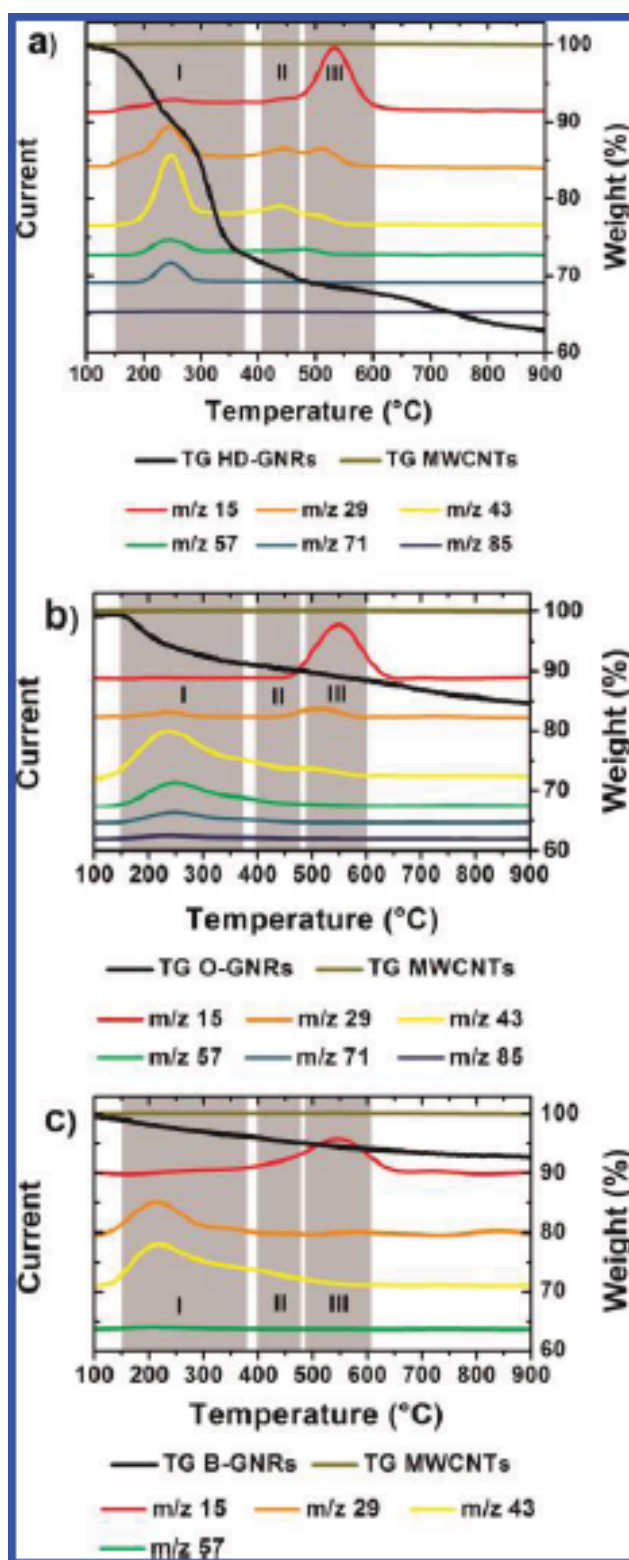 a)
I II III
100
90
80
70
60
Current
Weight (%)
100 200 300 400 500 600 700 800 900
Temperature (°C)
TG HD-GNRs TG MWCNTs
m/z 15 m/z 29 m/z 43
m/z 57 m/z 71 m/z 85
b)
100
90
80
70
60
I II III
Current
Weight (%)
100 200 300 400 500 600 700 800 900
Temperature (°C)
TG O-GNRs TG MWCNTs
m/z 15 m/z 29 m/z 43
m/z 57 m/z 71 m/z 85
c)
100
90
80
70
60
Current
Weight (%)
I II III
100 200 300 400 500 600 700 800 900
Temperature (°C)
TG B-GNRs TG MWCNTs
m/z 15 m/z 29 m/z 43
m/z 57